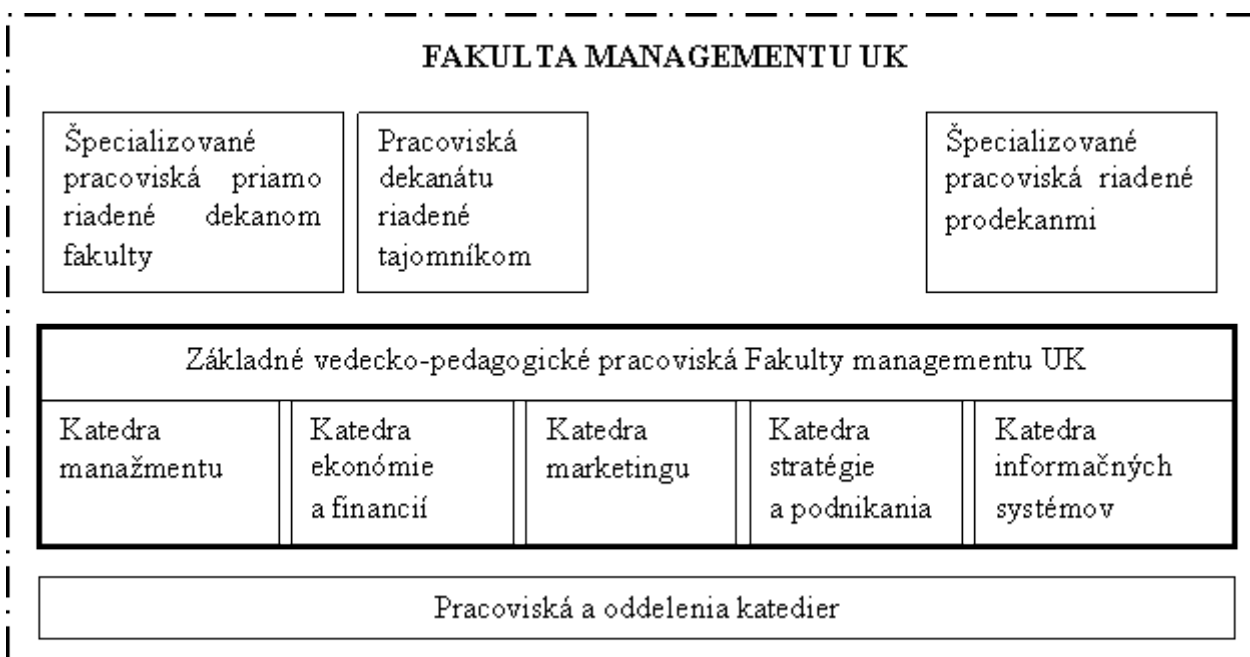 FAKULTA MANAGEMENTU UK
Špecializované
pracoviská priamo
riadené dekanom
fakulty
Pracoviská
dekanátu
riadené
tajomníkom
Špecializované
pracoviská riadené
prodekanmi
Základné vedecko-pedagogické pracoviská Fakulty managementu UK
Katedra
manažmentu
Katedra
ekonómie
a financií
Katedra
marketingu
Katedra
stratégie
a podnikania
Katedra
informačných
systémov
Pracoviská a oddelenia katedier